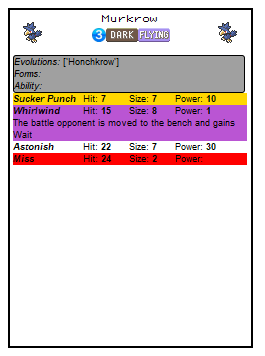 Murkrow
3 DARK FLYING
Evolutions: ['Honchkrow']
Forms:
Ability:
Sucker Punch Hit: 7 Size: 7 Power: 10
Whirlwind Hit: 15 Size: 8 Power: 1
The battle opponent is moved to the bench and gains
Wait
Astonish Hit: 22 Size: 7 Power: 30
Miss Hit: 24 Size: 2 Power: